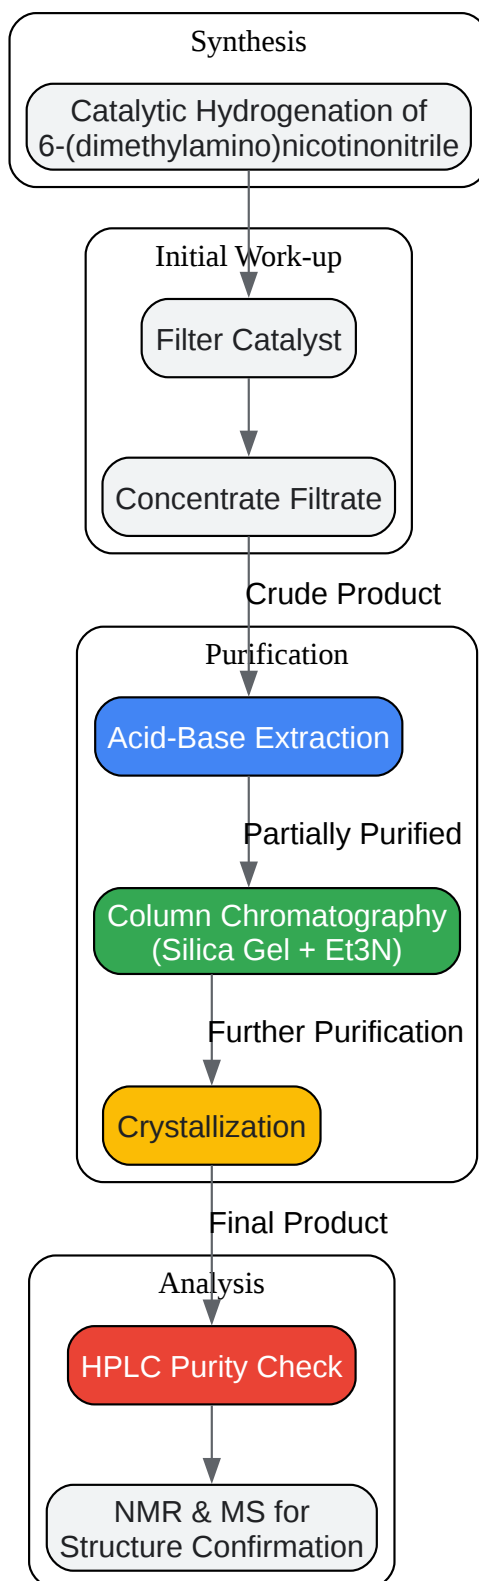 Synthesis
Catalytic Hydrogenation of
6-(dimethylamino)nicotinonitrile
Initial Work-up
Filter Catalyst
Concentrate Filtrate
Crude Product
Purification
Acid-Base Extraction
Partially Purified
Column Chromatography
(Silica Gel + Et3N)
Further Purification
Crystallization
Final Product
Analysis
HPLC Purity Check
NMR & MS for
Structure Confirmation